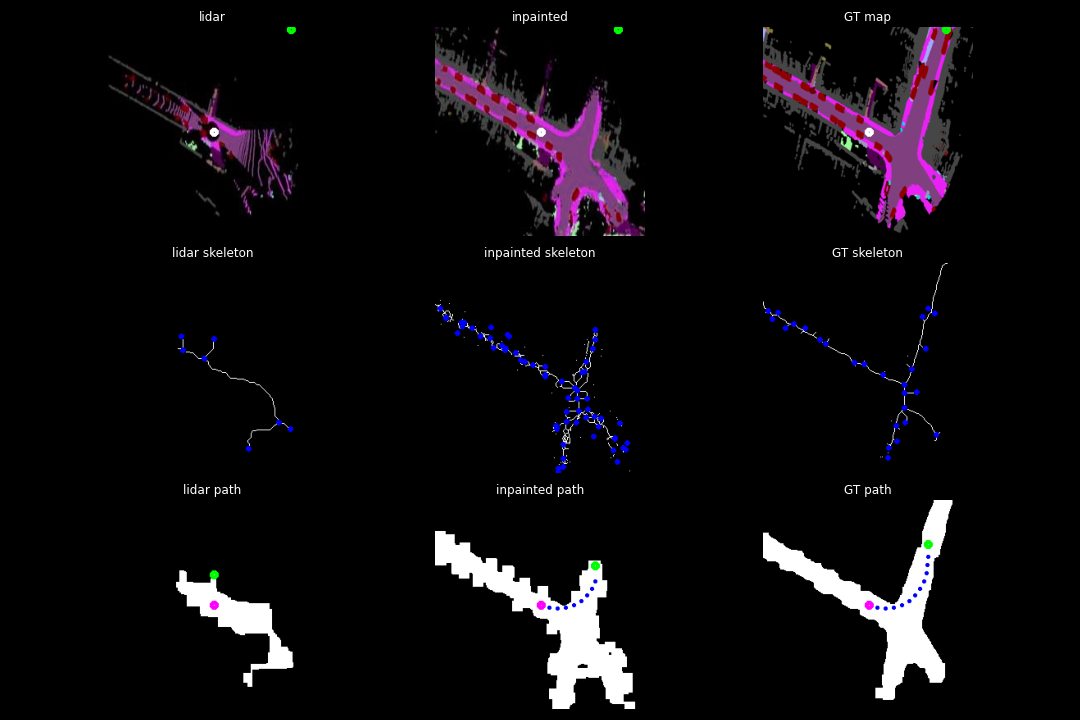 lidar
inpainted
GT map
lidar skeleton
inpainted skeleton
GT skeleton
lidar path
inpainted path
GT path